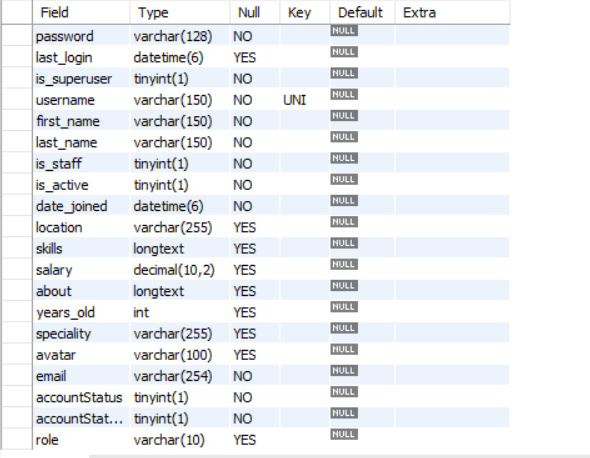 Field Type Null Key Default Extra
password varchar(128) NO NULL
last_login datetime(6) YES NULL
is_superuser tinyint(1) NO NULL
username varchar(150) NO UNI NULL
first_name varchar(150) NO NULL
last_name varchar(150) NO NULL
is_staff tinyint(1) NO NULL
is_active tinyint(1) NO NULL
date_joined datetime(6) NO NULL
location varchar(255) YES NULL
skills longtext YES NULL
salary decimal(10,2) YES NULL
about longtext YES NULL
years_old int YES NULL
speciality varchar(255) YES NULL
avatar varchar(100) YES NULL
email varchar(254) NO NULL
accountStatus tinyint(1) NO NULL
accountStat... tinyint(1) NO NULL
role varchar(10) YES NULL